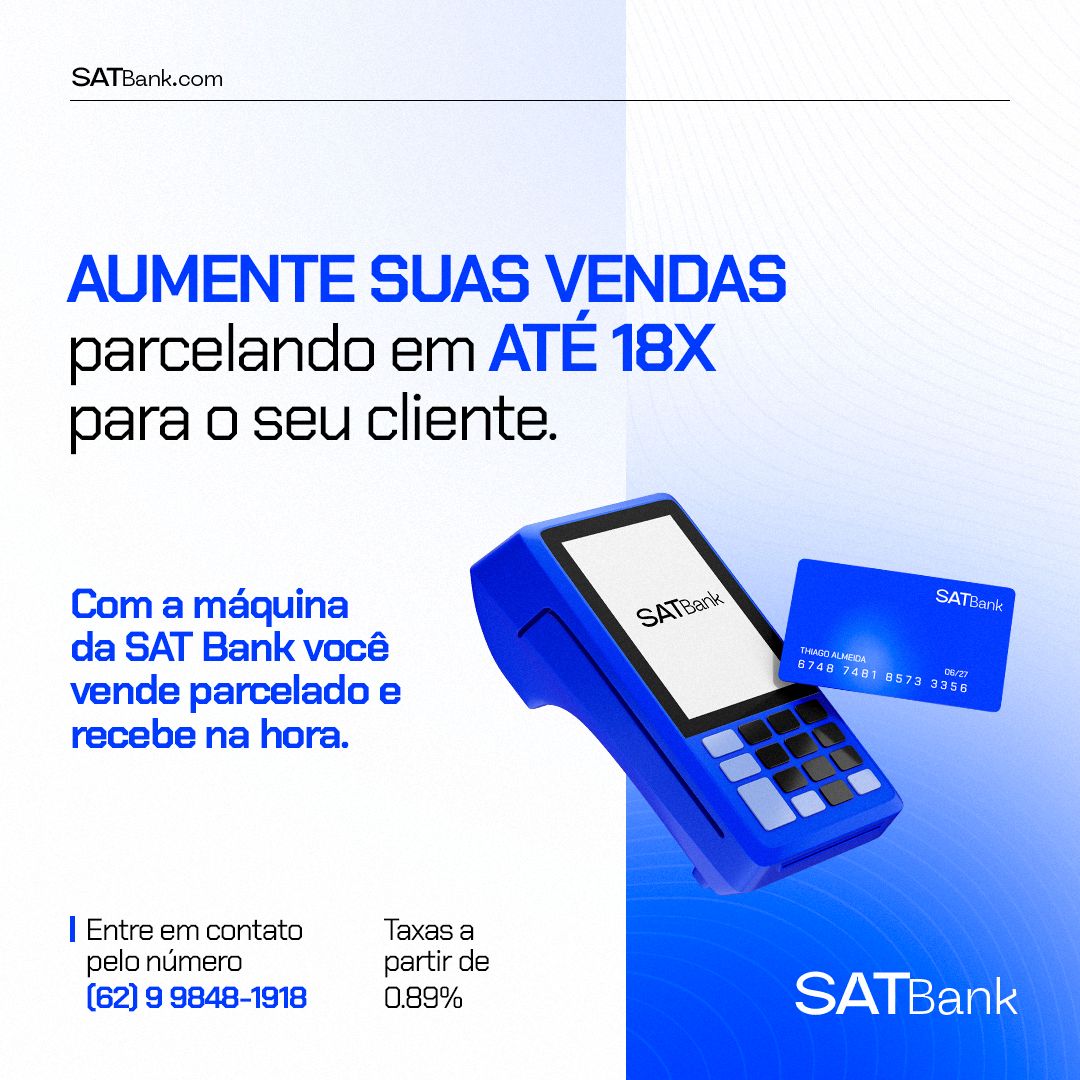 SATBank.com
AUMENTE SUAS VENDAS
parcelando em ATÉ 18X
para o seu cliente.
Com a máquina
da SAT Bank você
vende parcelado e
recebe na hora.
SATBank
SATBank
THIAGO ALMEIDA
06/27
6748 7481 8573 3356
Entre em contato
pelo número
(62) 9 9848-1918
Taxas a
partir de
0.89%
SATBank